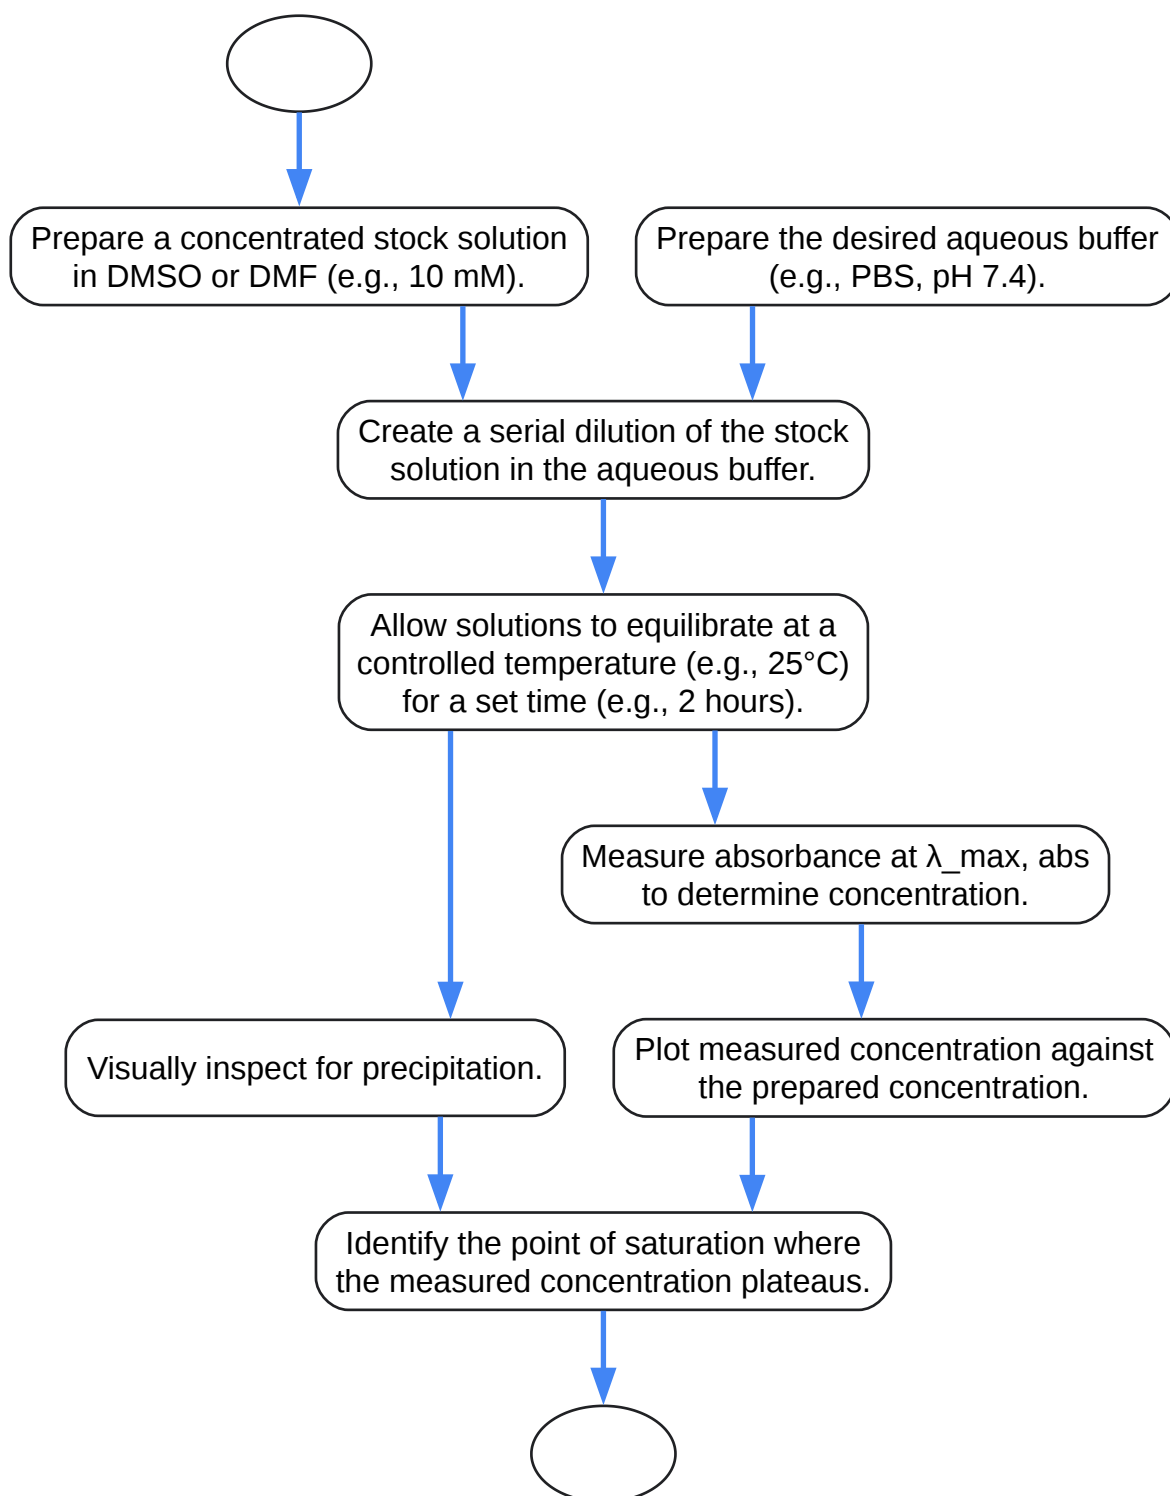 Prepare a concentrated stock solution
in DMSO or DMF (e.g., 10 mM).
Prepare the desired aqueous buffer
(e.g., PBS, pH 7.4).
Create a serial dilution of the stock
solution in the aqueous buffer.
Allow solutions to equilibrate at a
controlled temperature (e.g., 25°C)
for a set time (e.g., 2 hours).
Measure absorbance at λ_max, abs
to determine concentration.
Visually inspect for precipitation.
Plot measured concentration against
the prepared concentration.
Identify the point of saturation where
the measured concentration plateaus.